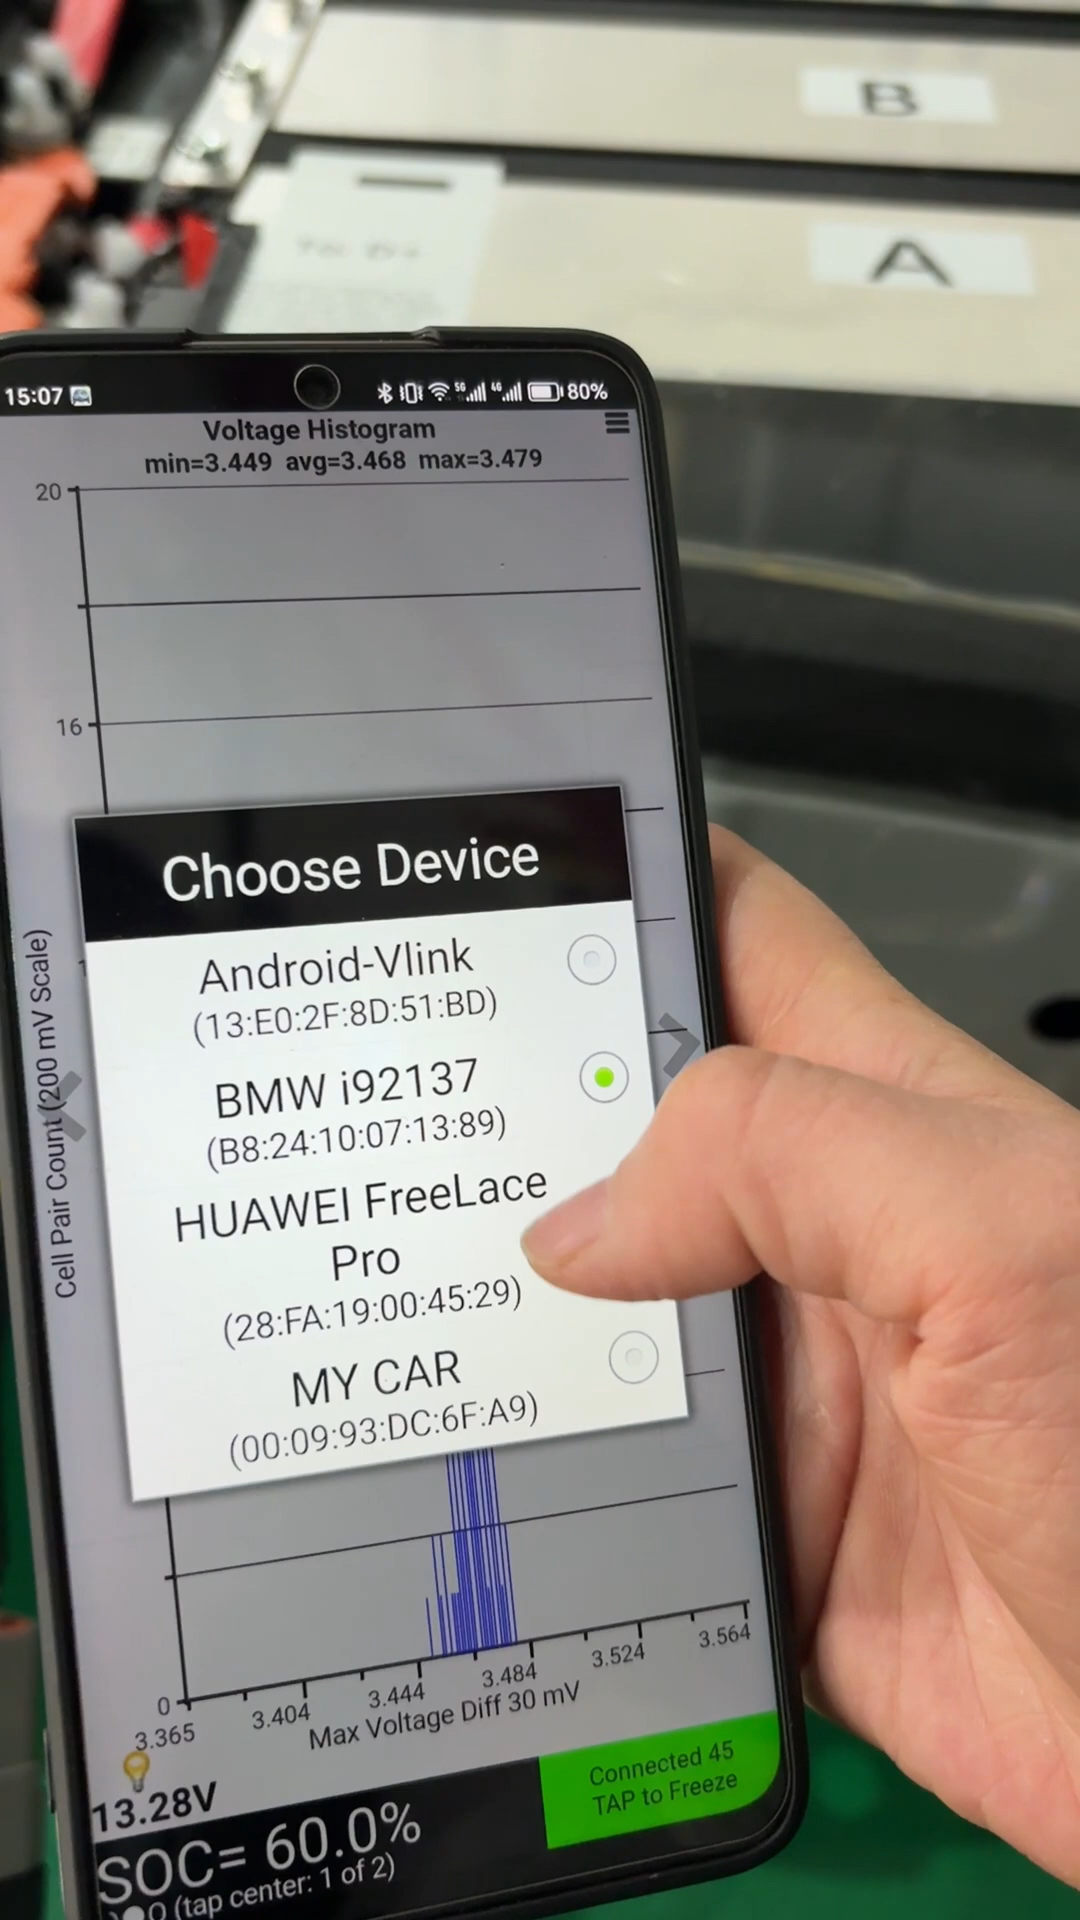 B
A
15:07
5G
4G
80%
Voltage Histogram
min=3.449 avg=3.468 max=3.479
20
16
Choose Device
Android-Vlink
(13:E0:2F:8D:51:BD)
BMW i92137
(B8:24:10:07:13:89)
HUAWEI FreeLace
Pro
(28:FA:19:00:45:29)
MY CAR
(00:09:93:DC:6F:A9)
Cell Pair Count (200 mV Scale)
0
3.365
3.404
3.444
3.484
3.524
3.564
Max Voltage Diff 30 mV
13.28V
Connected 45
TAP to Freeze
SOC= 60.0%
(tap center: 1 of 2)